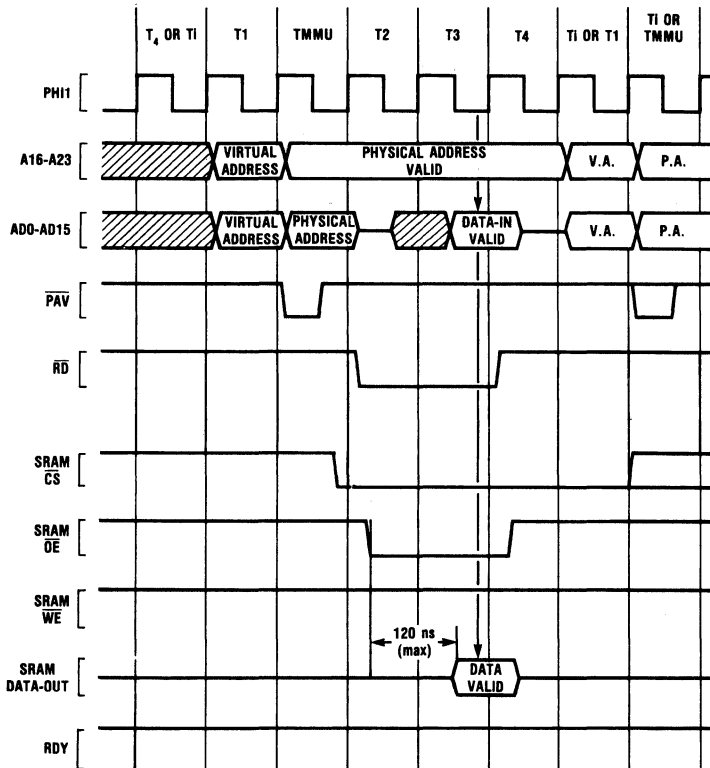 T4 OR Ti T1 TMMU T2 T3 T4 Ti OR T1 Ti OR
TMMU
PHI1
A16-A23 VIRTUAL
ADDRESS PHYSICAL ADDRESS
VALID V.A. P.A.
AD0-AD15 VIRTUAL
ADDRESS PHYSICAL
ADDRESS DATA-IN
VALID V.A. P.A.
PAV
RD
SRAM
CS
SRAM
OE
SRAM
WE
120 ns
(max)
SRAM
DATA-OUT DATA
VALID
RDY